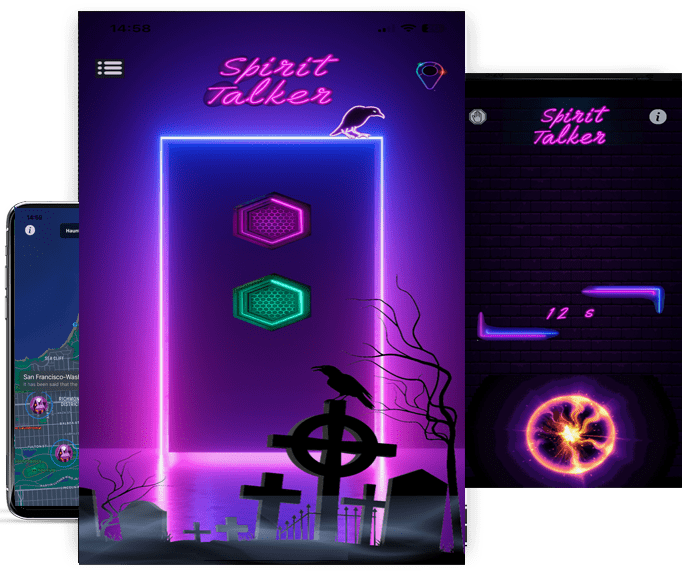 14:58
Spirit
Talker
Spirit
Talker
i
12 s
14:56
i
Haun
SEA CLIFF
San Francisco-Wash
It has been said that the
RICHMOND
DISTRICT